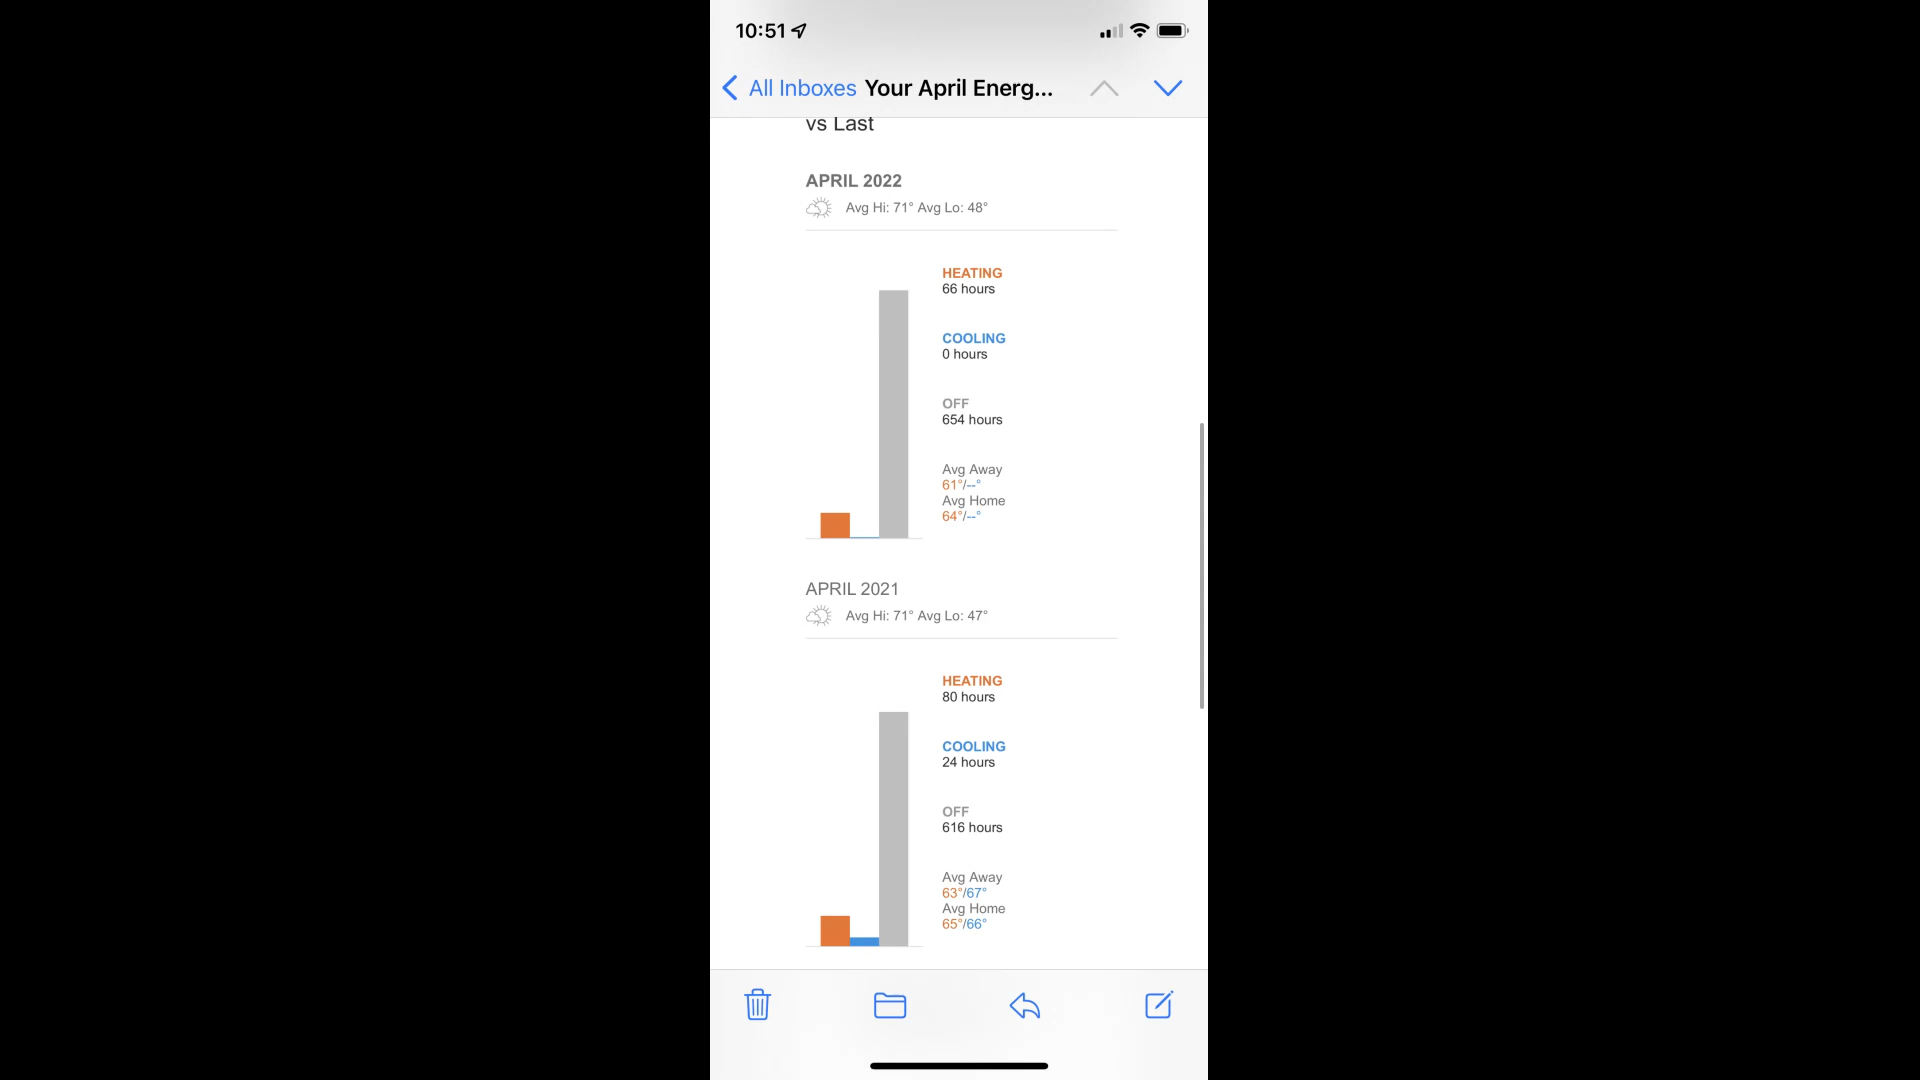 10:51
All Inboxes Your April Energ...
vs Last
APRIL 2022
Avg Hi: 71° Avg Lo: 48°
HEATING
66 hours
COOLING
0 hours
OFF
654 hours
Avg Away
61°/--°
Avg Home
64°/--°
APRIL 2021
Avg Hi: 71° Avg Lo: 47°
HEATING
80 hours
COOLING
24 hours
OFF
616 hours
Avg Away
63°/67°
Avg Home
65°/66°